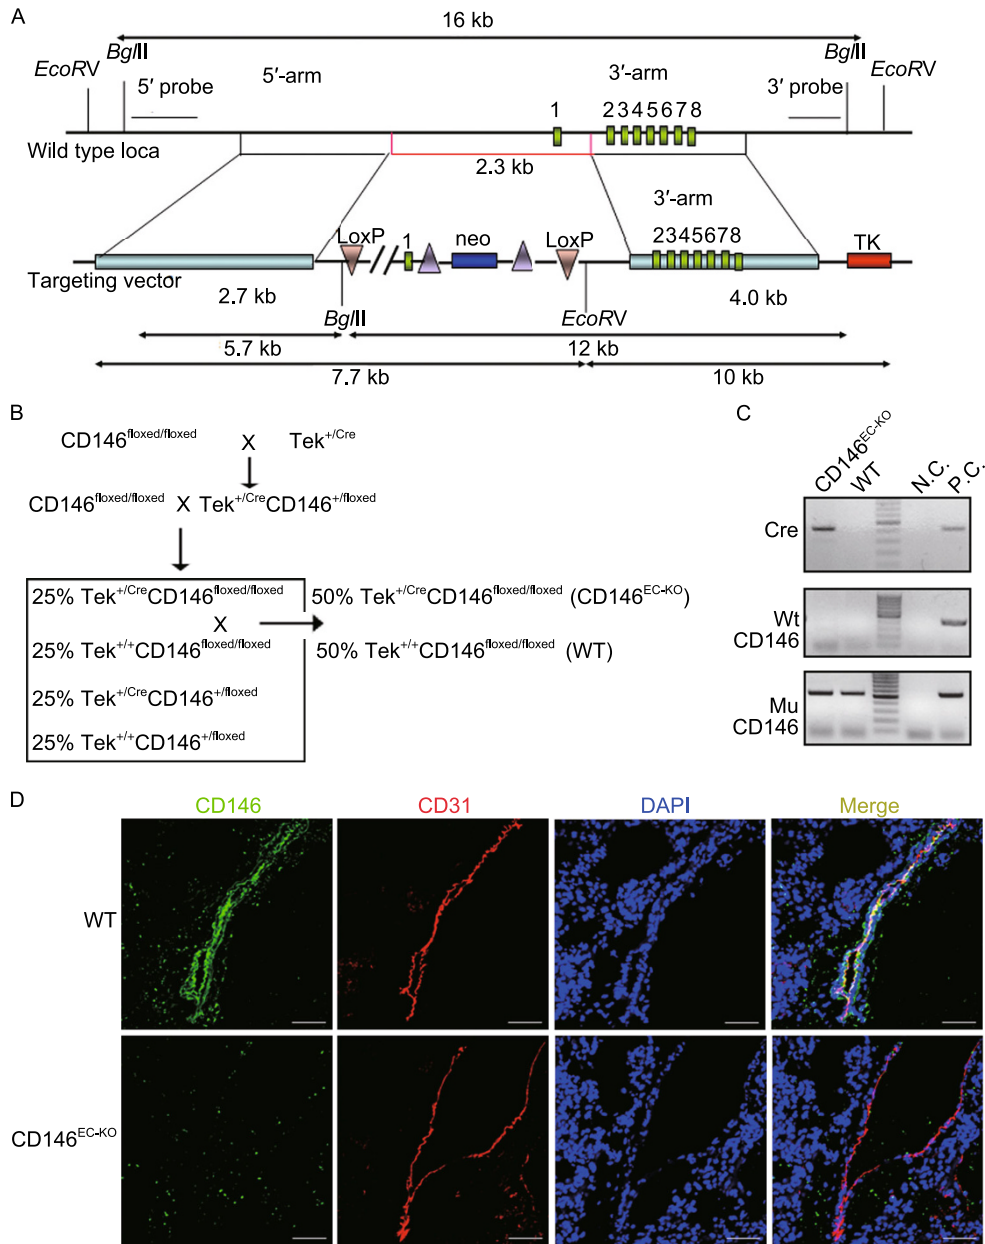 A
16 kb
BglII
BglII
EcoRV
EcoRV
5′ probe
5′-arm
3′-arm
3′ probe
1
2345678
Wild type loca
2.3 kb
3′-arm
LoxP
1
neo
LoxP
2345678
TK
Targeting vector
2.7 kb
4.0 kb
BglII
EcoRV
5.7 kb
12 kb
7.7 kb
10 kb
B
CD146floxed/floxed X Tek+/Cre
CD146floxed/floxed X Tek+/CreCD146+/floxed
25% Tek+/CreCD146floxed/floxed
50% Tek+/CreCD146floxed/floxed (CD146EC-KO)
X
25% Tek+/+CD146floxed/floxed
50% Tek+/+CD146floxed/floxed (WT)
25% Tek+/CreCD146+/floxed
25% Tek+/+CD146+/floxed
C
CD146EC-KO
WT
N.C.
P.C.
Cre
Wt
CD146
Mu
CD146
D
CD146
CD31
DAPI
Merge
WT
CD146EC-KO